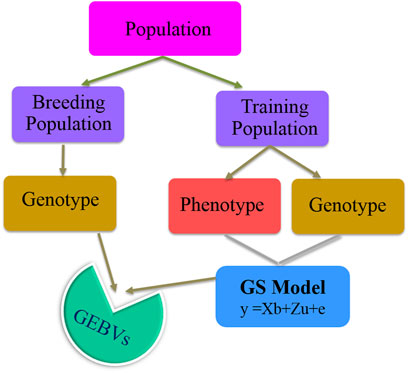 Population
Breeding
Population
Training
Population
Genotype
Phenotype
Genotype
GS Model
y =Xb+Zu+e
GEBVs